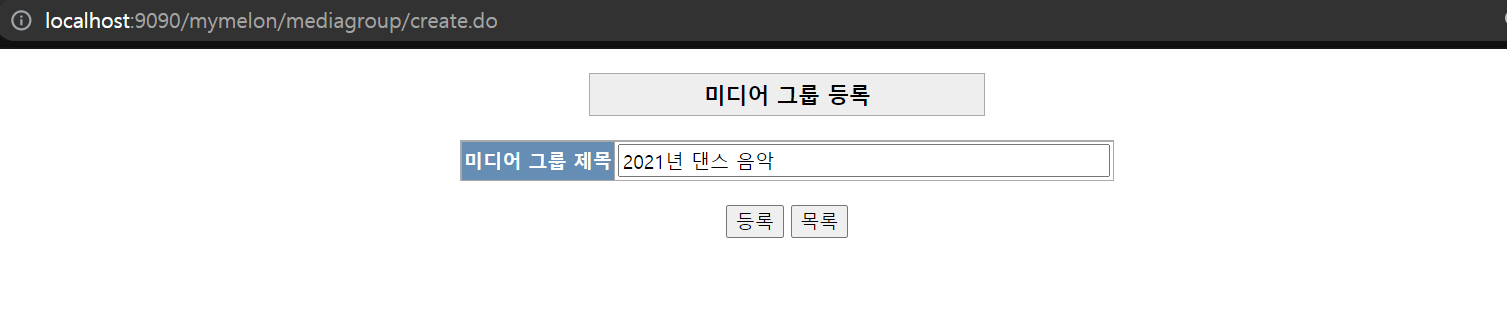 localhost:9090/mymelon/mediagroup/create.do
미디어 그룹 등록
미디어 그룹 제목 2021년 댄스 음악
등록 목록